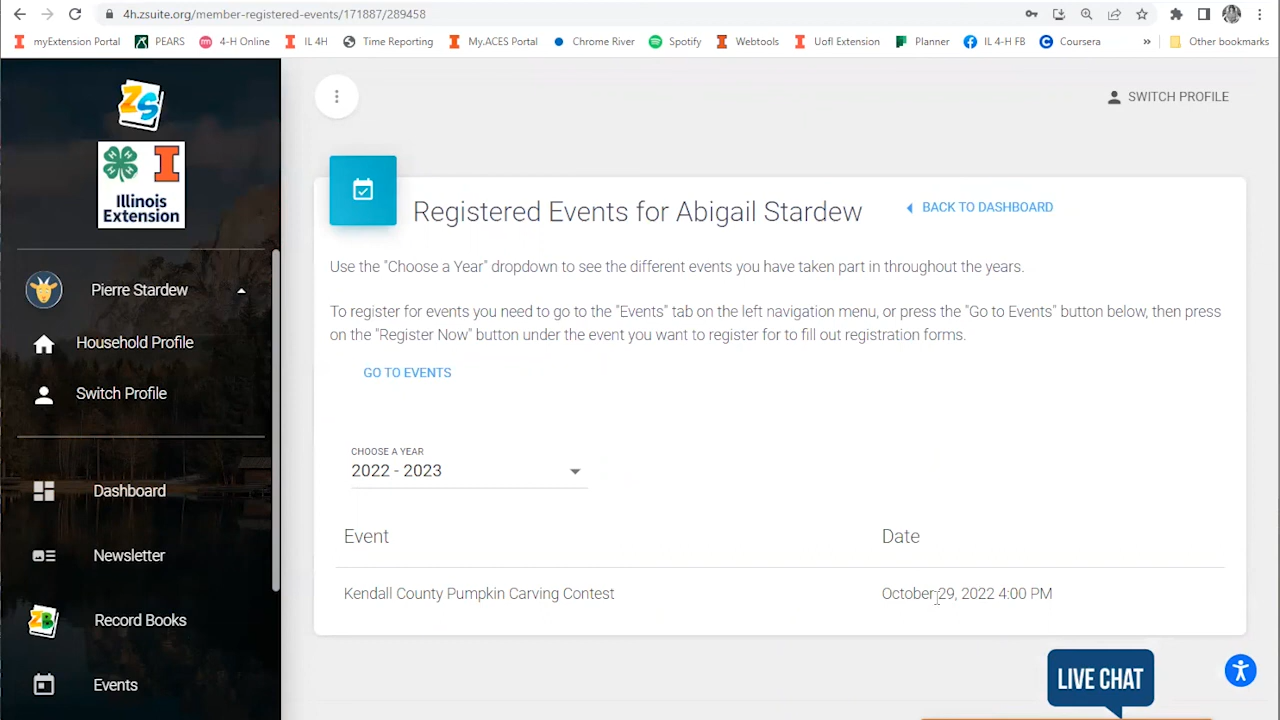 4h.zsuite.org/member-registered-events/171887/289458
myExtension Portal PEARS 4-H Online IL 4H Time Reporting My.ACES Portal Chrome River Spotify Webtools UofI Extension Planner IL 4-H FB Coursera » Other bookmarks
ZS
Illinois
Extension
Pierre Stardew
Household Profile
Switch Profile
Dashboard
Newsletter
Record Books
Events
SWITCH PROFILE
Registered Events for Abigail Stardew
BACK TO DASHBOARD
Use the "Choose a Year" dropdown to see the different events you have taken part in throughout the years.
To register for events you need to go to the "Events" tab on the left navigation menu, or press the "Go to Events" button below, then press
on the "Register Now" button under the event you want to register for to fill out registration forms.
GO TO EVENTS
CHOOSE A YEAR
2022 - 2023
Event Date
Kendall County Pumpkin Carving Contest October 29, 2022 4:00 PM
LIVE CHAT